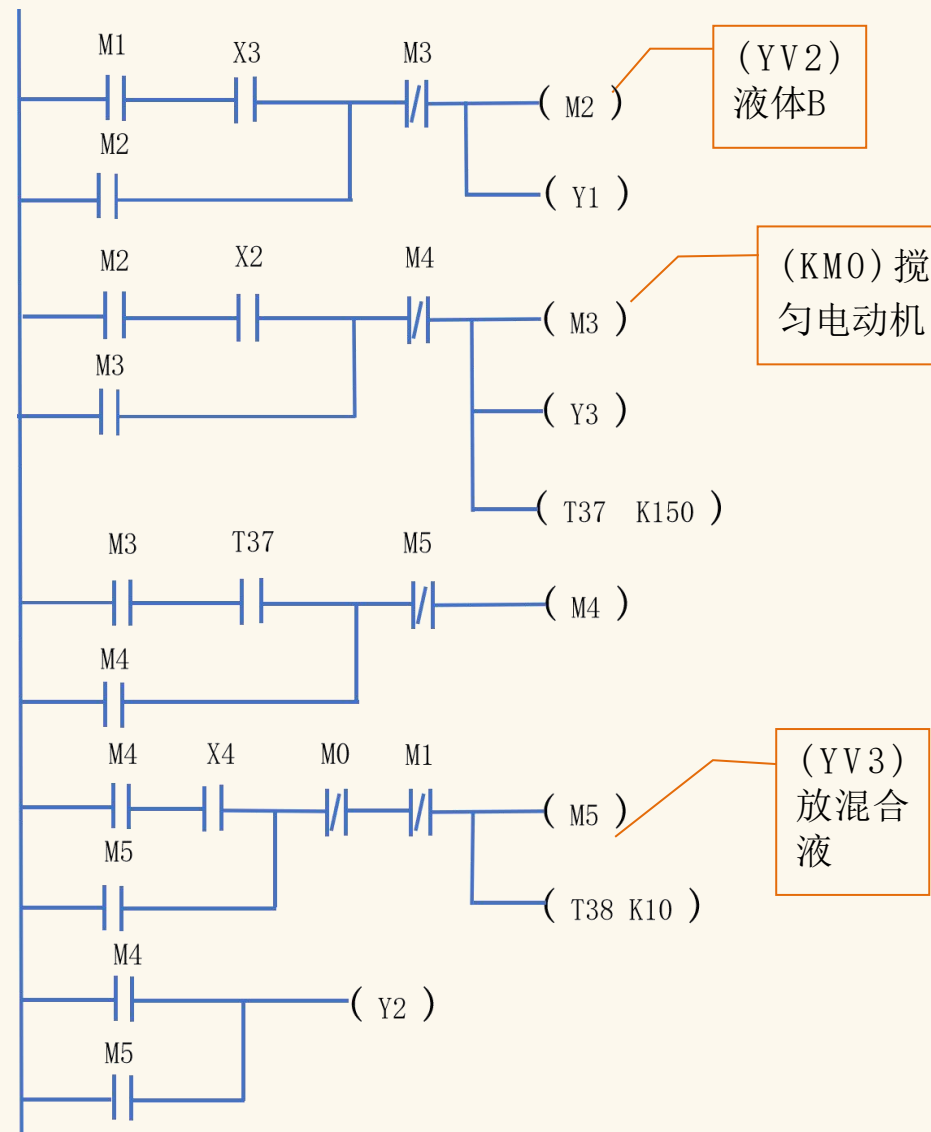 M1 X3 M3
( M2 )
(YV2)
液体B
M2
( Y1 )
M2 X2 M4
( M3 )
(KM0)搅
匀电动机
M3
( Y3 )
( T37 K150 )
M3 T37 M5
( M4 )
M4
M4 X4 M0 M1
( M5 )
(YV3)
放混合
液
M5
( T38 K10 )
M4
( Y2 )
M5